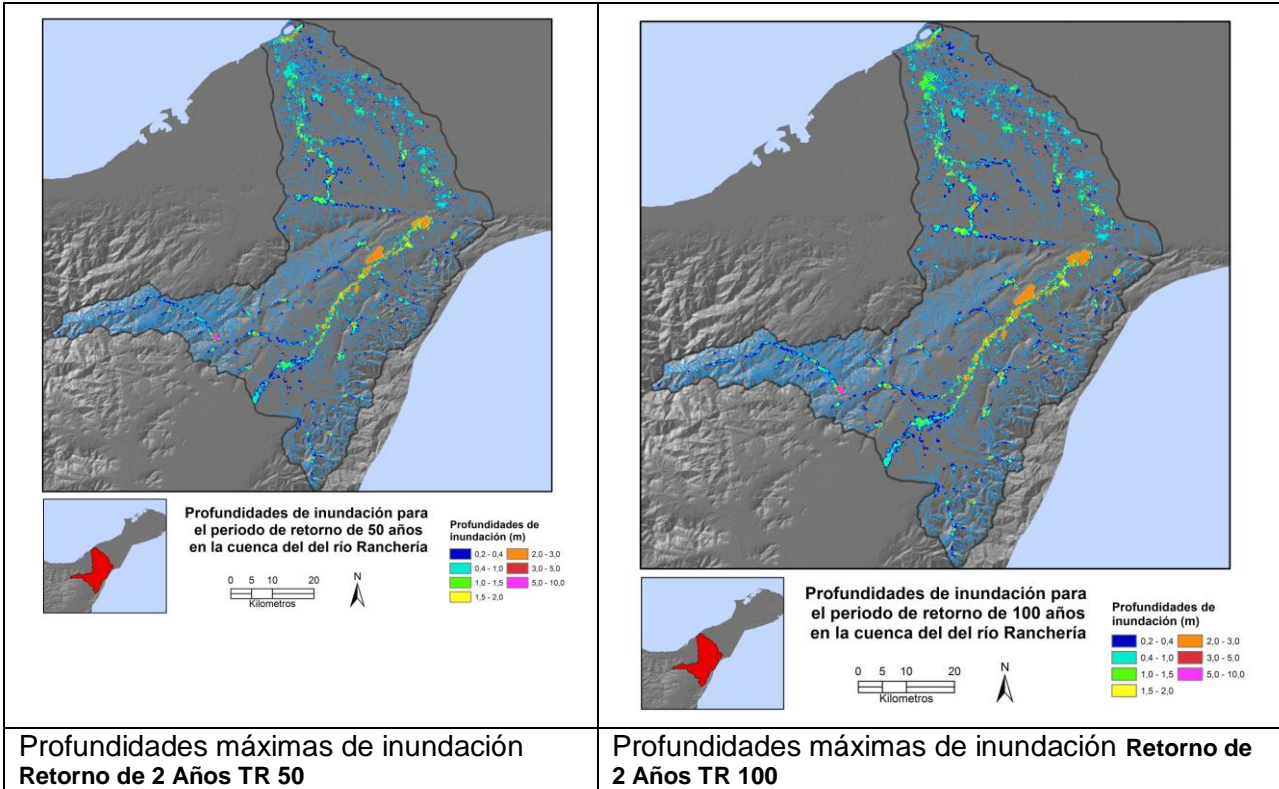 Profundidades de inundación para
el periodo de retorno de 50 años
en la cuenca del del río Ranchería
0 5 10 20
Kilometros
N
Profundidades de
inundación (m)
0,2 - 0,4 2,0 - 3,0
0,4 - 1,0 3,0 - 5,0
1,0 - 1,5 5,0 - 10,0
1,5 - 2,0
Profundidades de inundación para
el periodo de retorno de 100 años
en la cuenca del del río Ranchería
0 5 10 20
Kilometros
N
Profundidades de
inundación (m)
0,2 - 0,4 2,0 - 3,0
0,4 - 1,0 3,0 - 5,0
1,0 - 1,5 5,0 - 10,0
1,5 - 2,0
Profundidades máximas de inundación
Retorno de 2 Años TR 50
Profundidades máximas de inundación Retorno de
2 Años TR 100